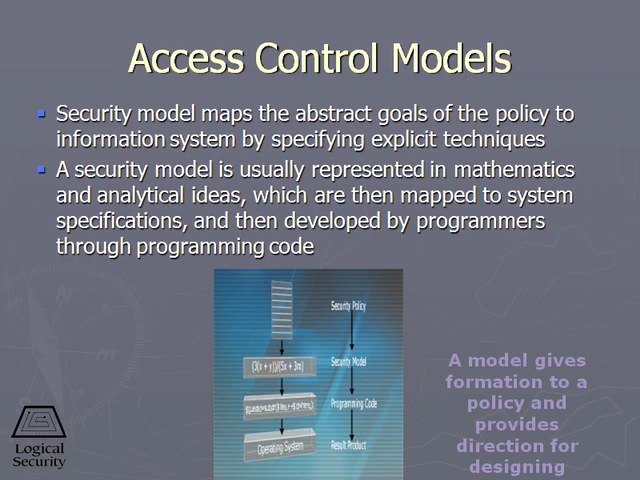 Access Control Models
Security model maps the abstract goals of the policy to
information system by specifying explicit techniques
A security model is usually represented in mathematics
and analytical ideas, which are then mapped to system
specifications, and then developed by programmers
through programming code
Security Policy
(3(x + y))/(5x + 3m)
Security Model
Programming Code
Operating System
Result Product
A model gives
formation to a
policy and
provides
direction for
designing
Logical
Security